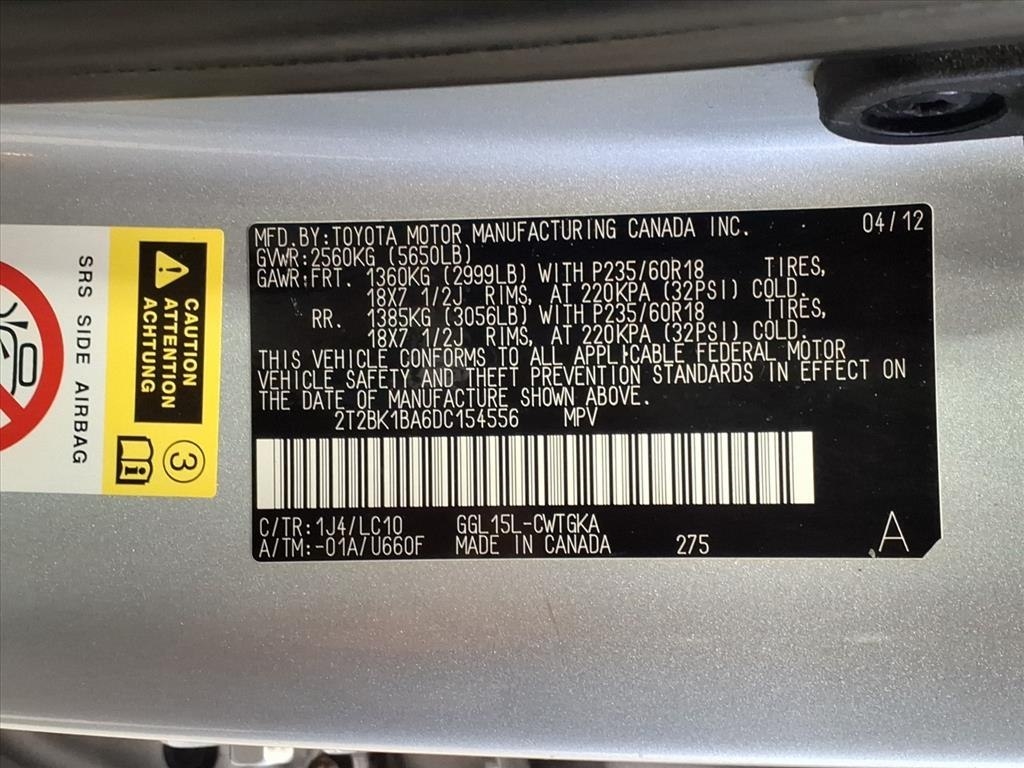 MFD.BY:TOYOTA MOTOR MANUFACTURING CANADA INC. 04/12
GVWR:2560KG (5650LB)
GAWR:FRT. 1360KG (2999LB) WITH P235/60R18 TIRES,
18X7 1/2J RIMS, AT 220KPA (32PSI) COLD.
RR. 1385KG (3056LB) WITH P235/60R18 TIRES,
18X7 1/2J RIMS, AT 220KPA (32PSI) COLD.
THIS VEHICLE CONFORMS TO ALL APPLICABLE FEDERAL MOTOR
VEHICLE SAFETY AND THEFT PREVENTION STANDARDS IN EFFECT ON
THE DATE OF MANUFACTURE SHOWN ABOVE.
2T2BK1BA6DC154556 MPV
C/TR:1J4/LC10 GGL15L-CWTGKA
A/TM:-01A/U660F MADE IN CANADA 275 A
CAUTION
ATTENTION
ACHTUNG
3
SRS SIDE AIRBAG